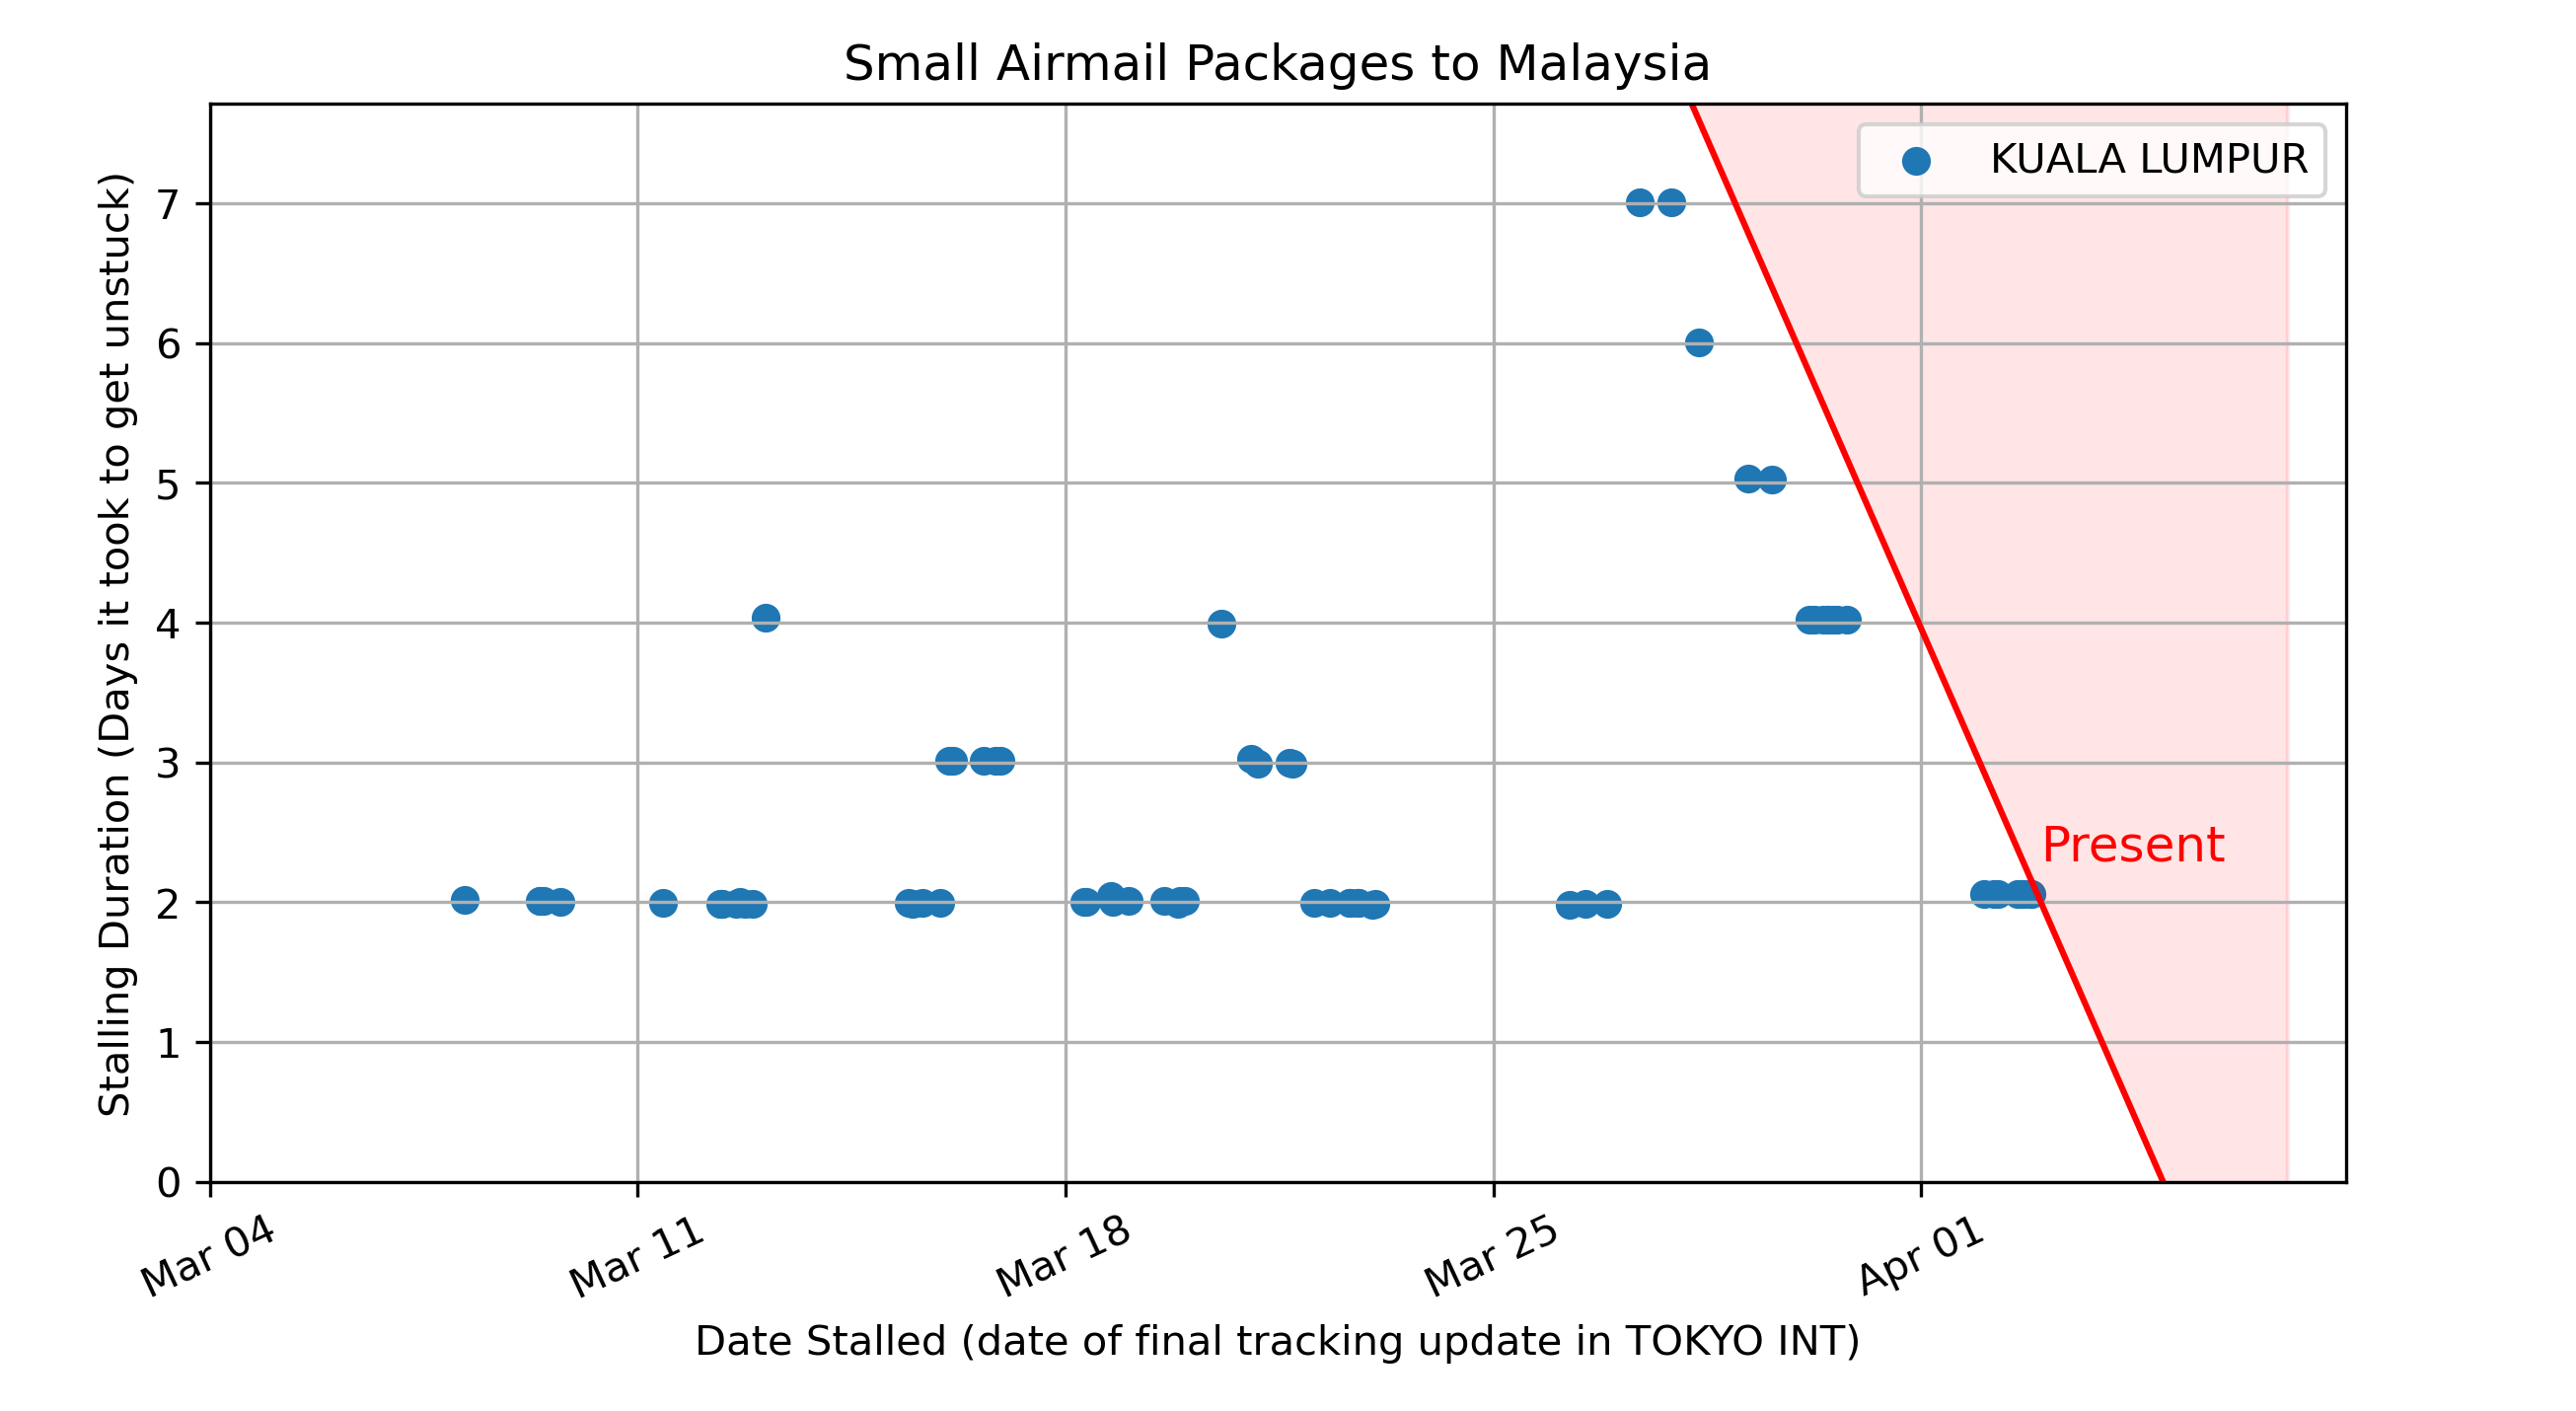 Small Airmail Packages to Malaysia
KUALA LUMPUR
Stalling Duration (Days it took to get unstuck)
7
6
5
4
3
2
1
0
Present
Mar 04
Mar 11
Mar 18
Mar 25
Apr 01
Date Stalled (date of final tracking update in TOKYO INT)